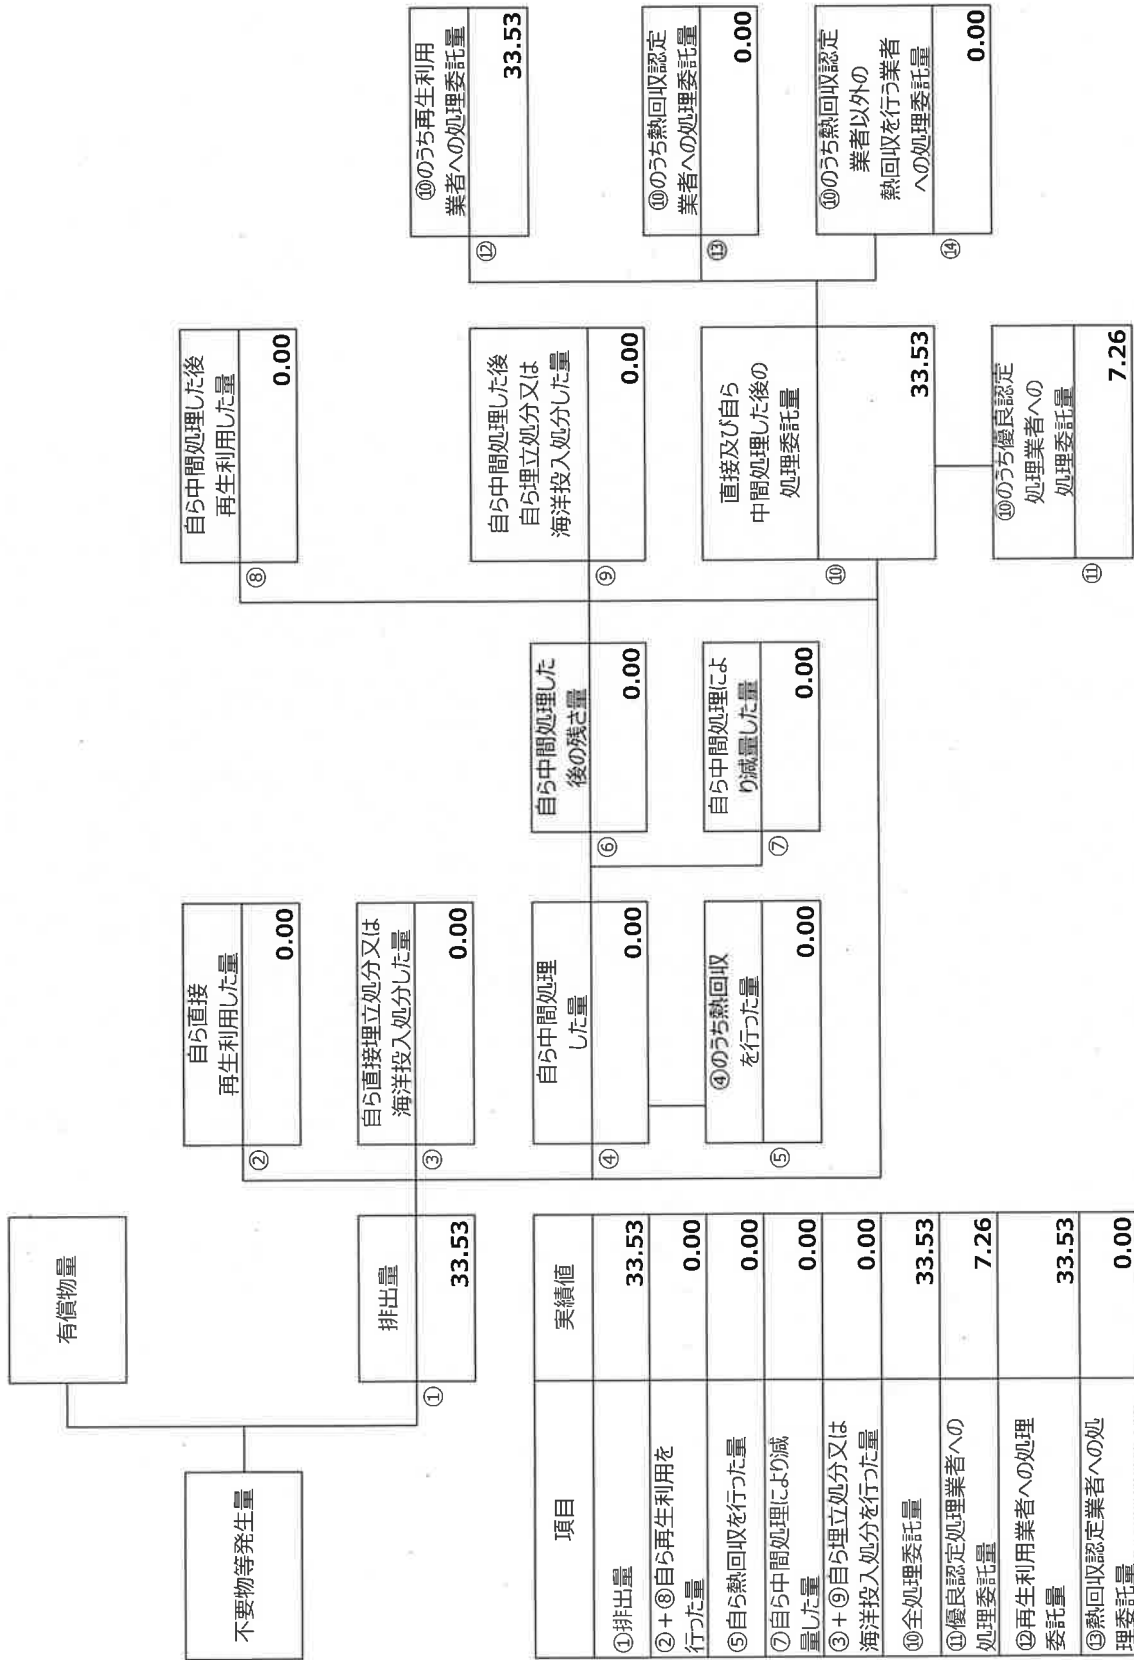 不要物等発生量
有償物量
排出量
①
33.53
自ら直接
再生利用した量
②
0.00
自ら直接埋立処分又は
海洋投入処分した量
③
0.00
自ら中間処理
した量
④
0.00
④のうち熱回収
を行った量
⑤
0.00
自ら中間処理した
後の残さ量
⑥
0.00
自ら中間処理によ
り減量した量
⑦
0.00
自ら中間処理した後
再生利用した量
⑧
0.00
自ら中間処理した後
自ら埋立処分又は
海洋投入処分した量
⑨
0.00
直接及び自ら
中間処理した後の
処理委託量
⑩
33.53
⑩のうち優良認定
処理業者への
処理委託量
⑪
7.26
⑩のうち再生利用
業者への処理委託量
⑫
33.53
⑩のうち熱回収認定
業者への処理委託量
⑬
0.00
⑩のうち熱回収認定
業者以外の
熱回収を行う業者
への処理委託量
⑭
0.00
項目 実績値
①排出量 33.53
②+⑧自ら再生利用を
行った量 0.00
⑤自ら熱回収を行った量 0.00
⑦自ら中間処理により減
量した量 0.00
③+⑨自ら埋立処分又は
海洋投入処分を行った量 0.00
⑩全処理委託量 33.53
⑪優良認定処理業者への
処理委託量 7.26
⑫再生利用業者への処理
委託量 33.53
⑬熱回収認定業者への処
理委託量 0.00